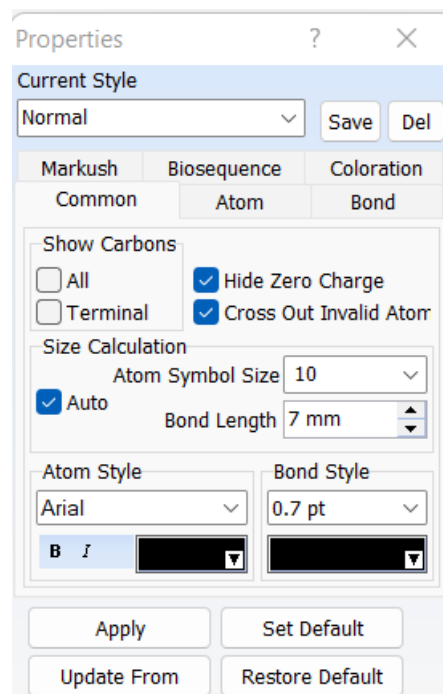 Properties ? ×
Current Style
Normal Save Del
Markush Biosequence Coloration
Common Atom Bond
Show Carbons
All Hide Zero Charge
Terminal Cross Out Invalid Atom
Size Calculation
Atom Symbol Size 10
Auto
Bond Length 7 mm
Atom Style Bond Style
Arial 0.7 pt
B I
Apply Set Default
Update From Restore Default